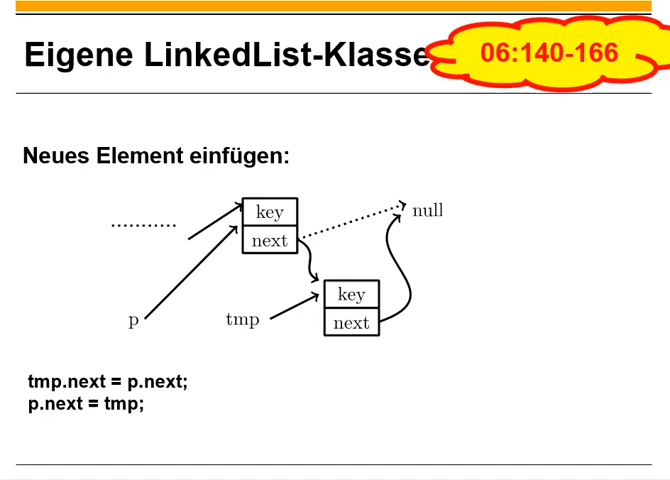 Eigene LinkedList-Klasse
06:140-166
Neues Element einfügen:
key
null
next
key
p
tmp
next
tmp.next = p.next;
p.next = tmp;